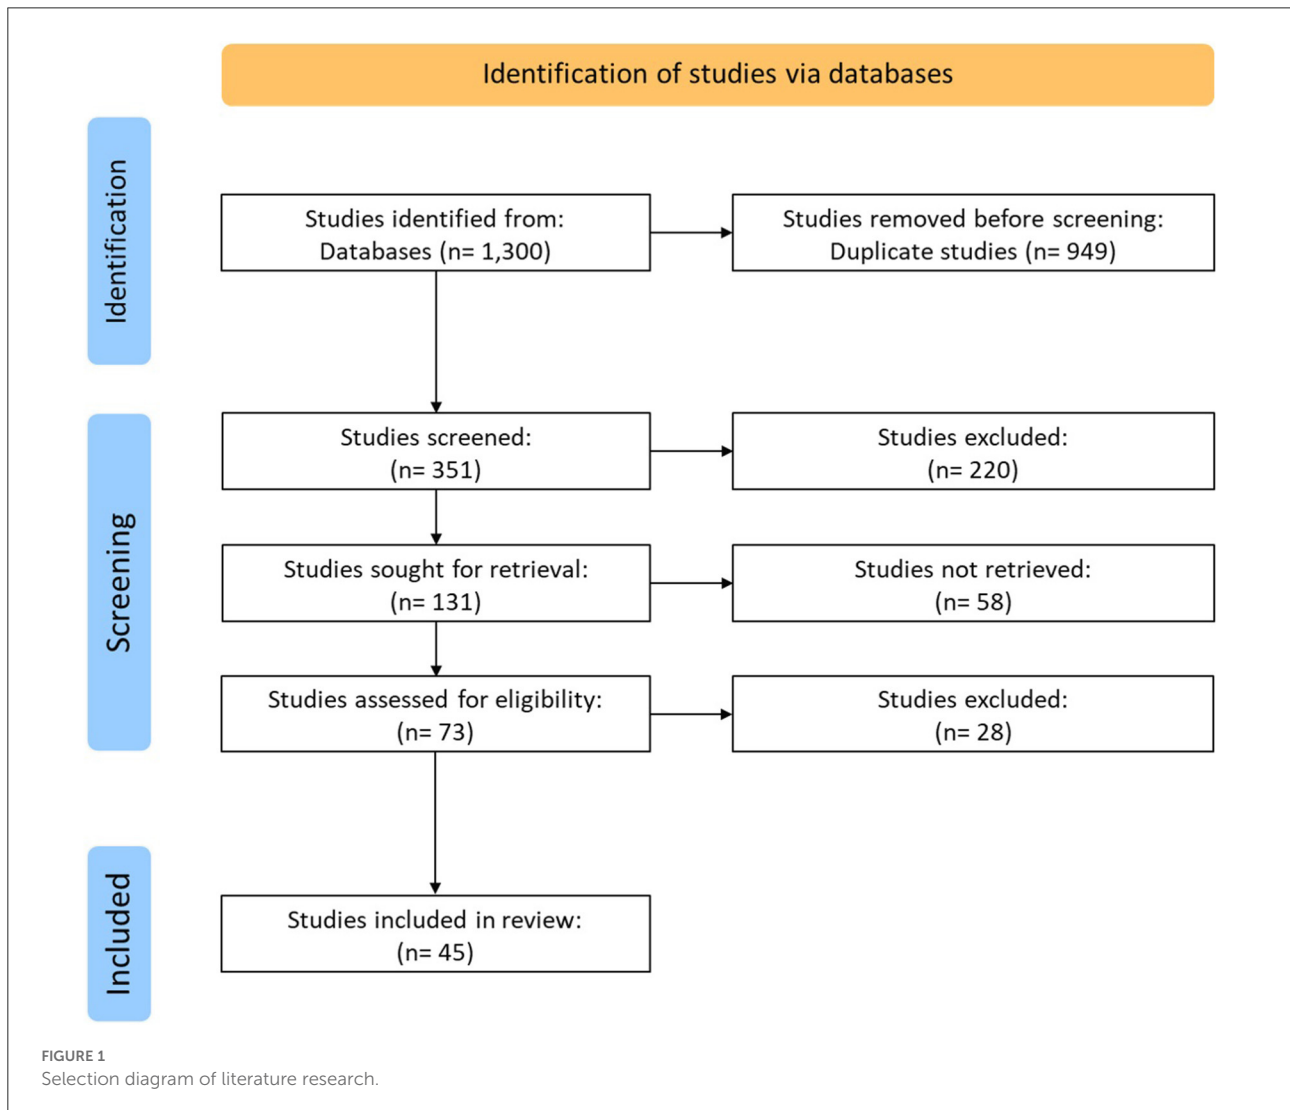 Identification of studies via databases
Identification
Studies identified from:
Databases (n= 1,300)
Studies removed before screening:
Duplicate studies (n= 949)
Screening
Studies screened:
(n= 351)
Studies excluded:
(n= 220)
Studies sought for retrieval:
(n= 131)
Studies not retrieved:
(n= 58)
Studies assessed for eligibility:
(n= 73)
Studies excluded:
(n= 28)
Included
Studies included in review:
(n= 45)
FIGURE 1
Selection diagram of literature research.